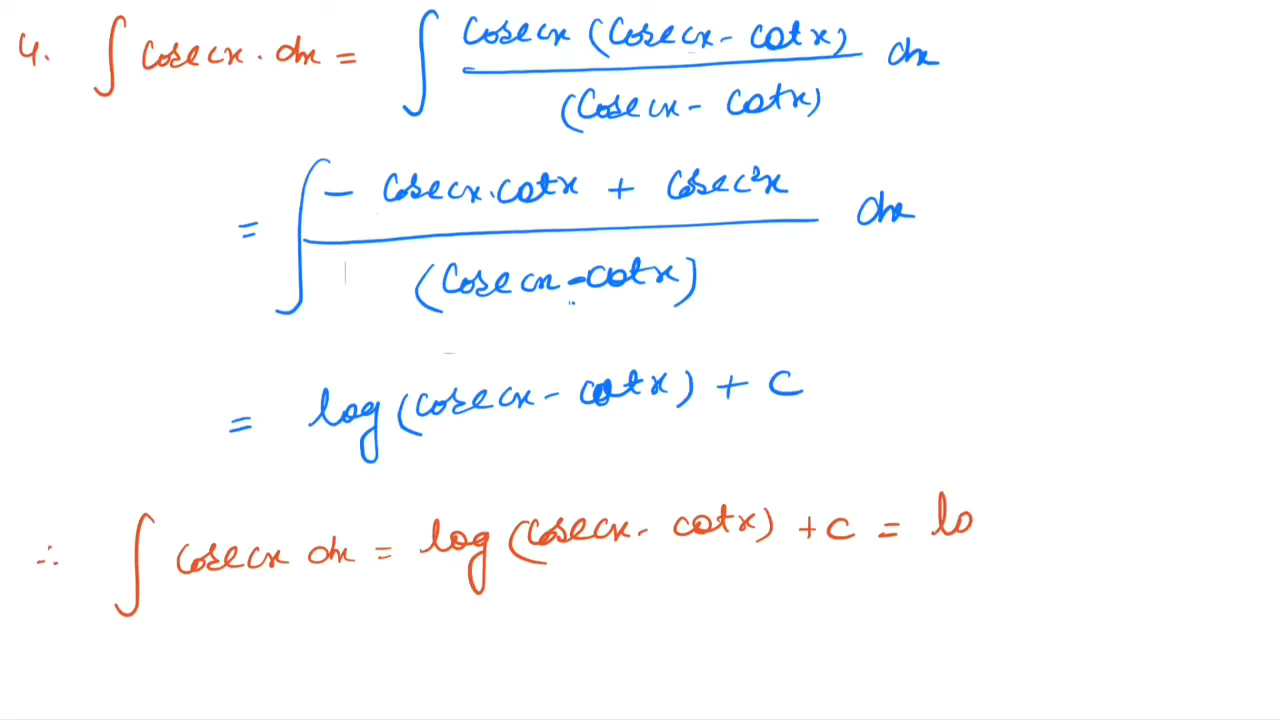 4. ∫ cosecx . dx = ∫ cosecx (cosecx - cotx) / (cosecx - cotx) dx
= ∫ - cosecx.cotx + cosec²x / (cosecx - cotx) dx
= log (cosecx - cotx) + c
∴ ∫ cosecx dx = log (cosecx - cotx) + c = lo